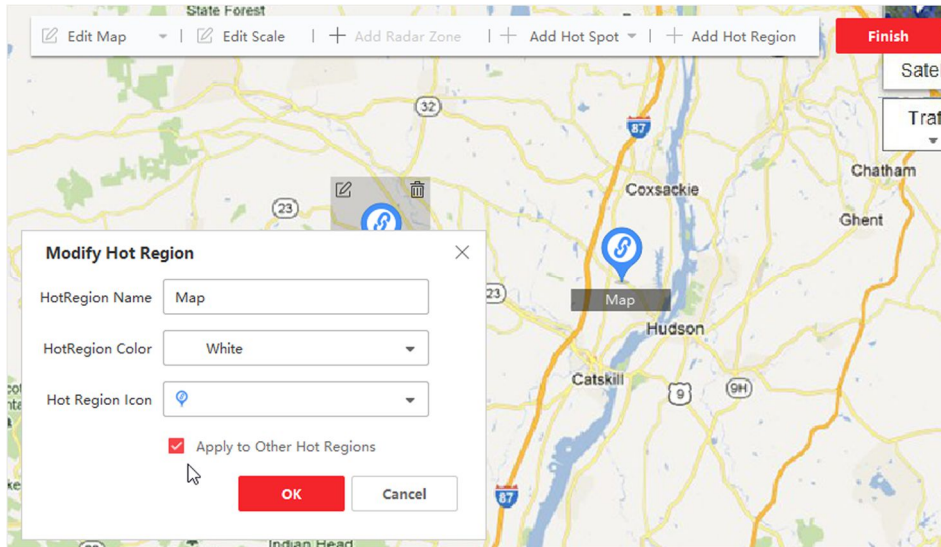 State Forest
Edit Map
Edit Scale
Add Radar Zone
Add Hot Spot
Add Hot Region
Finish
Satel
Traf
32
87
Chatham
Coxsackie
23
Ghent
Modify Hot Region
HotRegion Name
Map
23
Map
HotRegion Color
White
Hudson
Catskill
9
9H
Hot Region Icon
Apply to Other Hot Regions
OK
Cancel
87
Indian Head